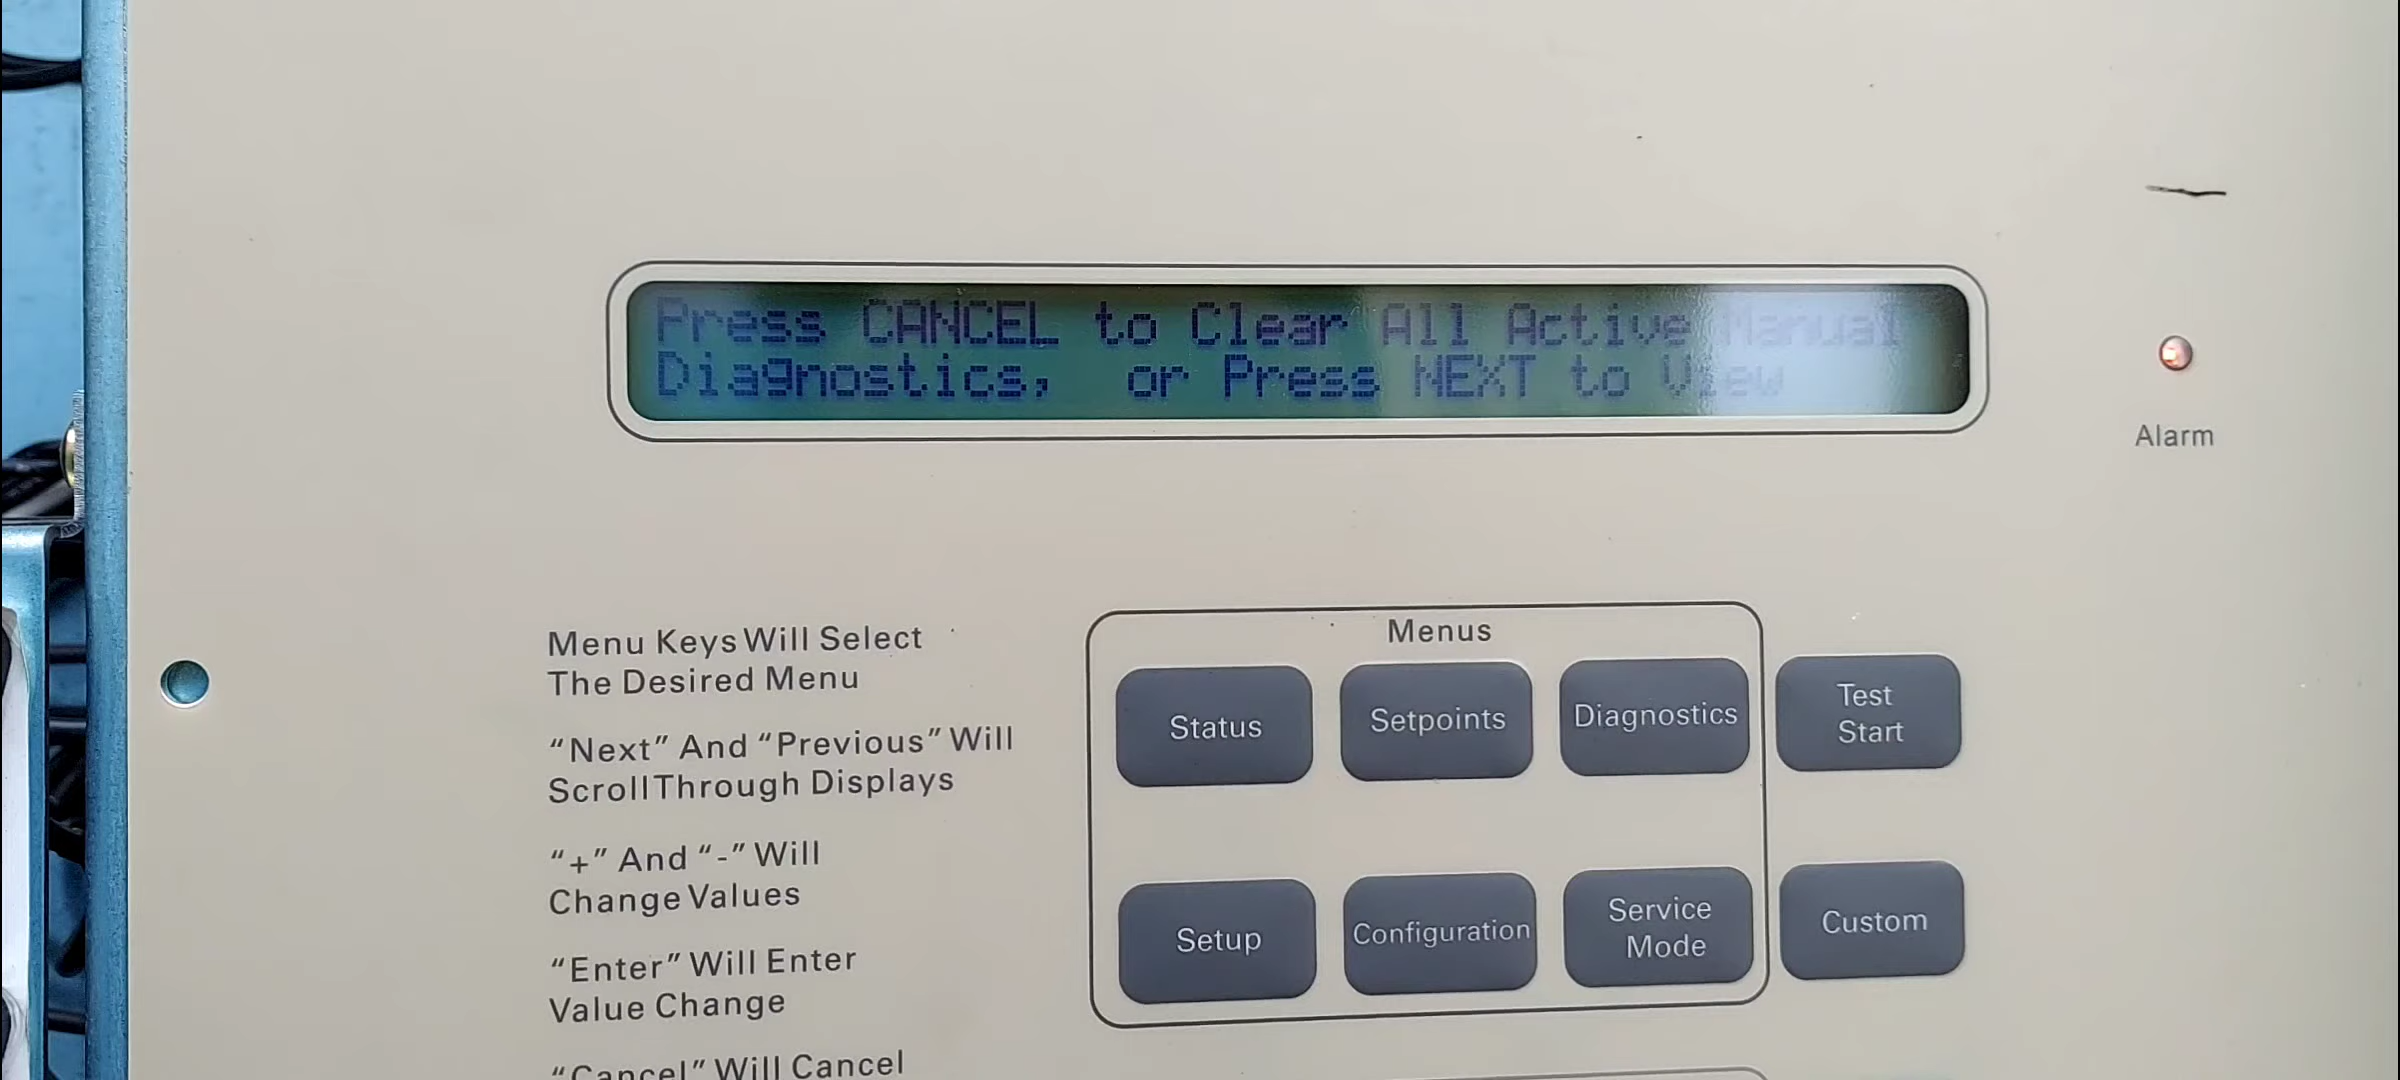 Press CANCEL to Clear All Active Manual
Diagnostics, or Press NEXT to View
Alarm
Menu Keys Will Select
The Desired Menu
“Next” And “Previous” Will
Scroll Through Displays
“+” And “-” Will
Change Values
“Enter” Will Enter
Value Change
“Cancel” Will Cancel
Menus
Status
Setpoints
Diagnostics
Test
Start
Setup
Configuration
Service
Mode
Custom